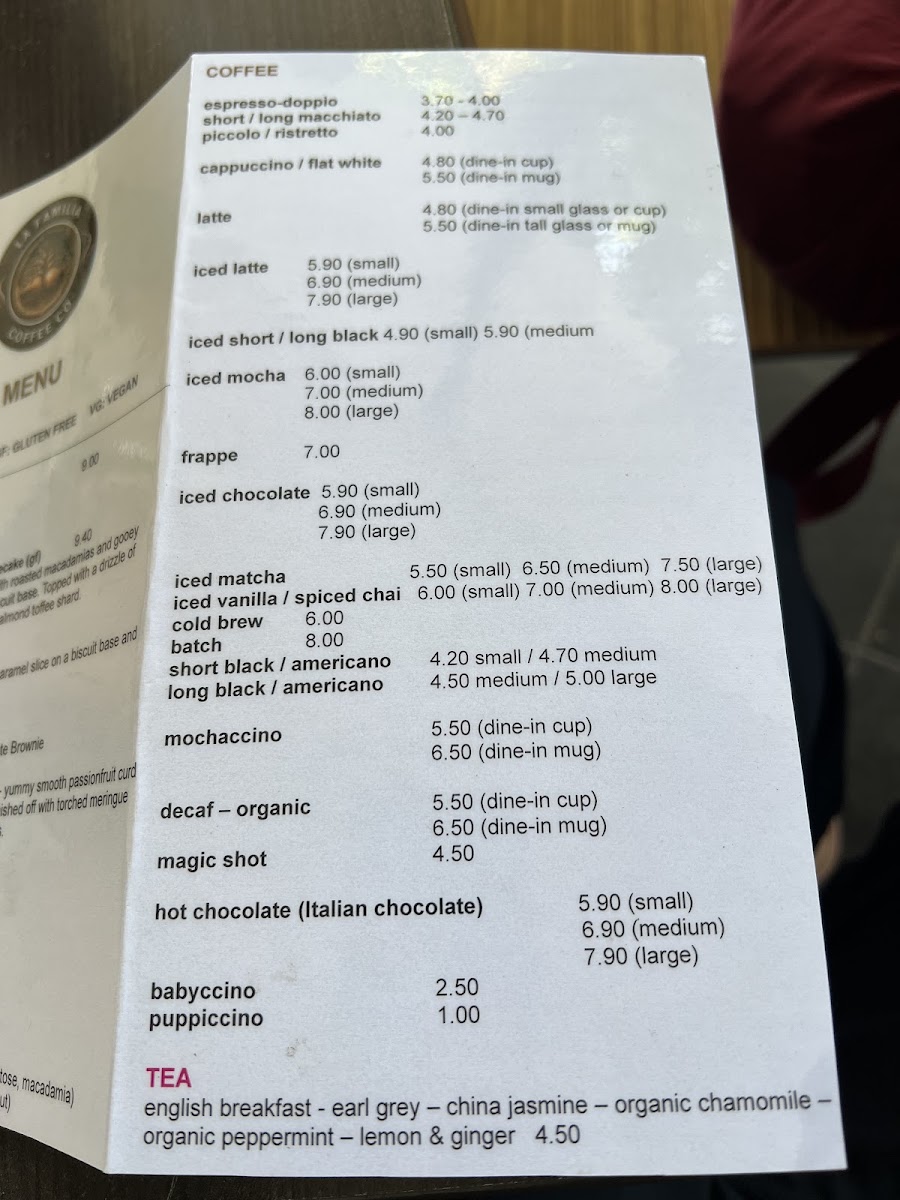 LA FAMILIA
COFFEE CO.
MENU
GF: GLUTEN FREE VG: VEGAN
9.00
9.40
ecake (gf)
th roasted macadamias and gooey
cuit base. Topped with a drizzle of
almond toffee shard.
aramel slice on a biscuit base and
te Brownie
- yummy smooth passionfruit curd
ished off with torched meringue
s.
tose, macadamia)
ut)
COFFEE
espresso-doppio 3.70 - 4.00
short / long macchiato 4.20 – 4.70
piccolo / ristretto 4.00
cappuccino / flat white 4.80 (dine-in cup)
5.50 (dine-in mug)
latte 4.80 (dine-in small glass or cup)
5.50 (dine-in tall glass or mug)
iced latte 5.90 (small)
6.90 (medium)
7.90 (large)
iced short / long black 4.90 (small) 5.90 (medium
iced mocha 6.00 (small)
7.00 (medium)
8.00 (large)
frappe 7.00
iced chocolate 5.90 (small)
6.90 (medium)
7.90 (large)
iced matcha 5.50 (small) 6.50 (medium) 7.50 (large)
iced vanilla / spiced chai 6.00 (small) 7.00 (medium) 8.00 (large)
cold brew 6.00
batch 8.00
short black / americano 4.20 small / 4.70 medium
long black / americano 4.50 medium / 5.00 large
mochaccino 5.50 (dine-in cup)
6.50 (dine-in mug)
decaf – organic 5.50 (dine-in cup)
6.50 (dine-in mug)
magic shot 4.50
hot chocolate (Italian chocolate) 5.90 (small)
6.90 (medium)
7.90 (large)
babyccino 2.50
puppiccino 1.00
TEA
english breakfast - earl grey – china jasmine – organic chamomile –
organic peppermint – lemon & ginger 4.50